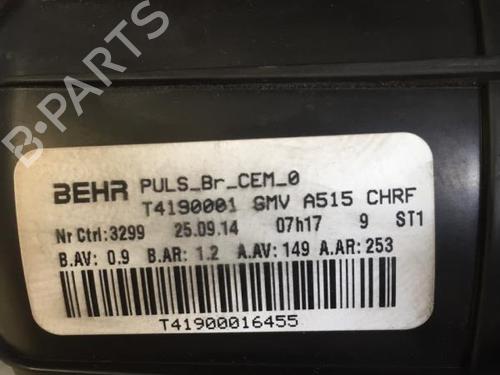 B-PARTS
BEHR PULS_Br_CEM_0
T4190001 GMV A515 CHRF
Nr Ctrl:3299 25.09.14 07h17 9 ST1
B.AV: 0.9 B.AR: 1.2 A.AV: 149 A.AR: 253
T41900016455